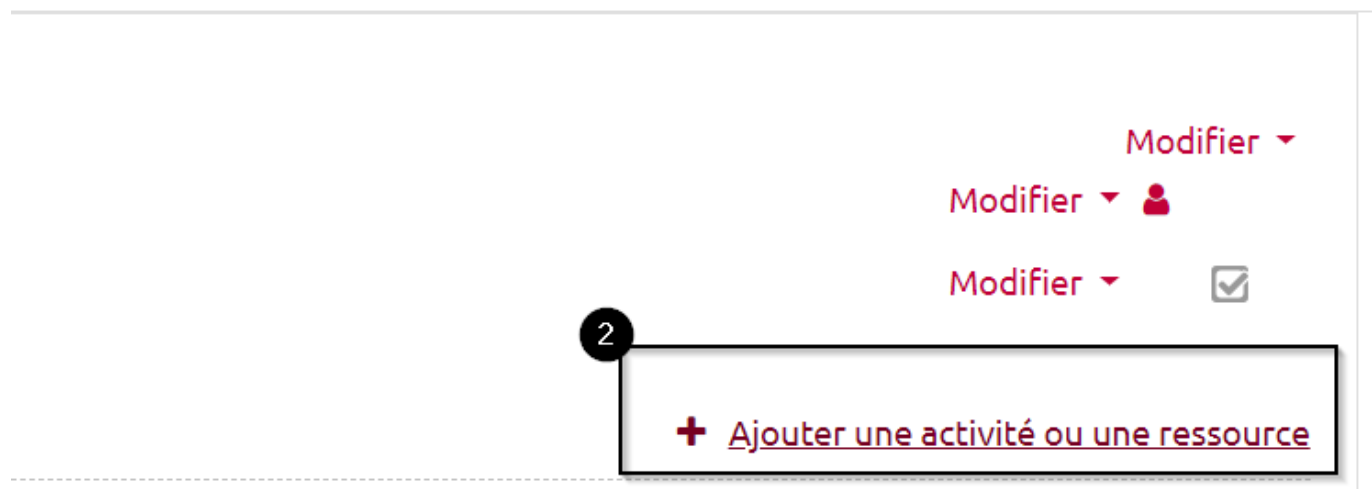 Modifier
Modifier
Modifier
2
Ajouter une activité ou une ressource